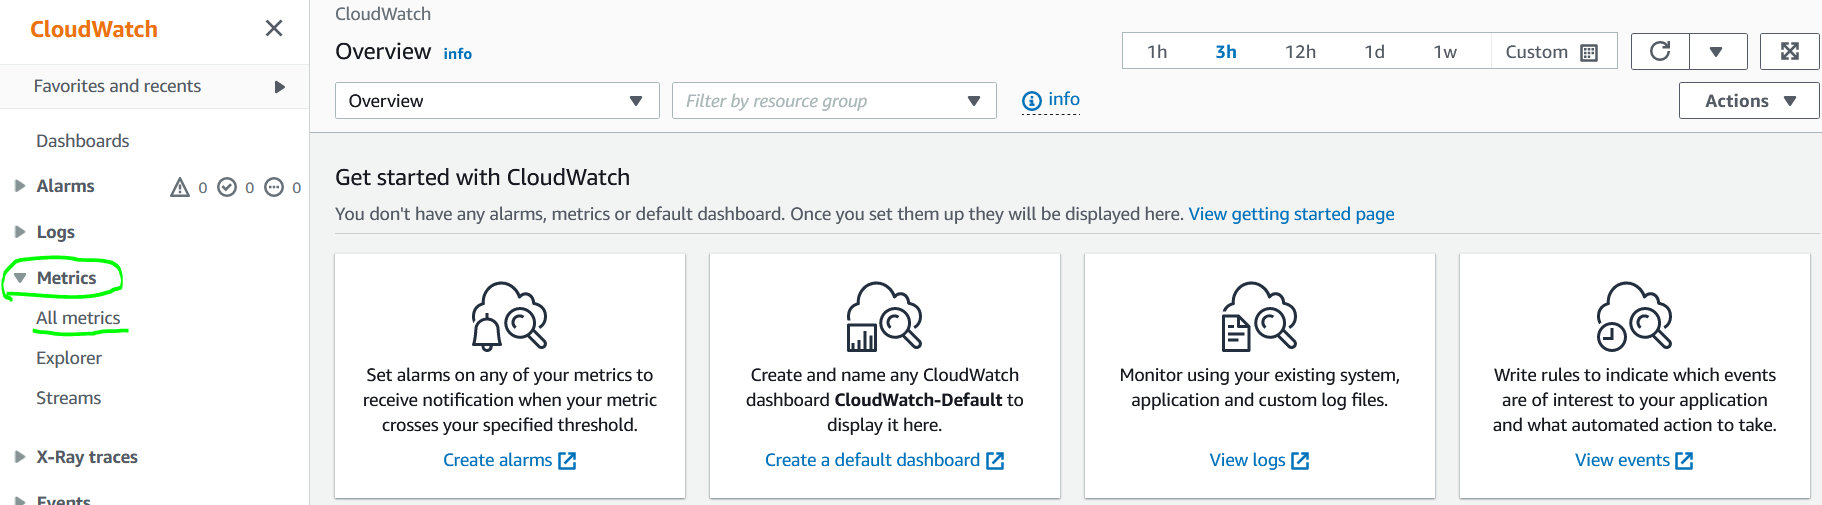 CloudWatch
Favorites and recents
Dashboards
Alarms 0 0 0
Logs
Metrics
All metrics
Explorer
Streams
X-Ray traces
Events
CloudWatch
Overview info
1h 3h 12h 1d 1w Custom
Overview
Filter by resource group
info
Actions
Get started with CloudWatch
You don't have any alarms, metrics or default dashboard. Once you set them up they will be displayed here. View getting started page
Set alarms on any of your metrics to
receive notification when your metric
crosses your specified threshold.
Create alarms
Create and name any CloudWatch
dashboard CloudWatch-Default to
display it here.
Create a default dashboard
Monitor using your existing system,
application and custom log files.
View logs
Write rules to indicate which events
are of interest to your application
and what automated action to take.
View events